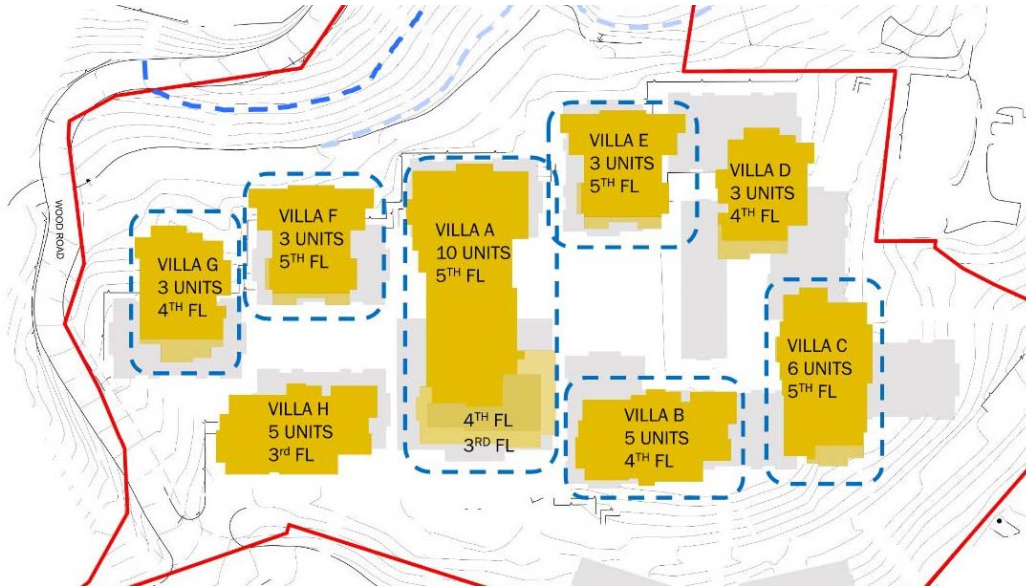 WOOD ROAD
VILLA G
3 UNITS
4TH FL
VILLA F
3 UNITS
5TH FL
VILLA A
10 UNITS
5TH FL
4TH FL
3RD FL
VILLA E
3 UNITS
5TH FL
VILLA D
3 UNITS
4TH FL
VILLA C
6 UNITS
5TH FL
VILLA H
5 UNITS
3rd FL
VILLA B
5 UNITS
4TH FL